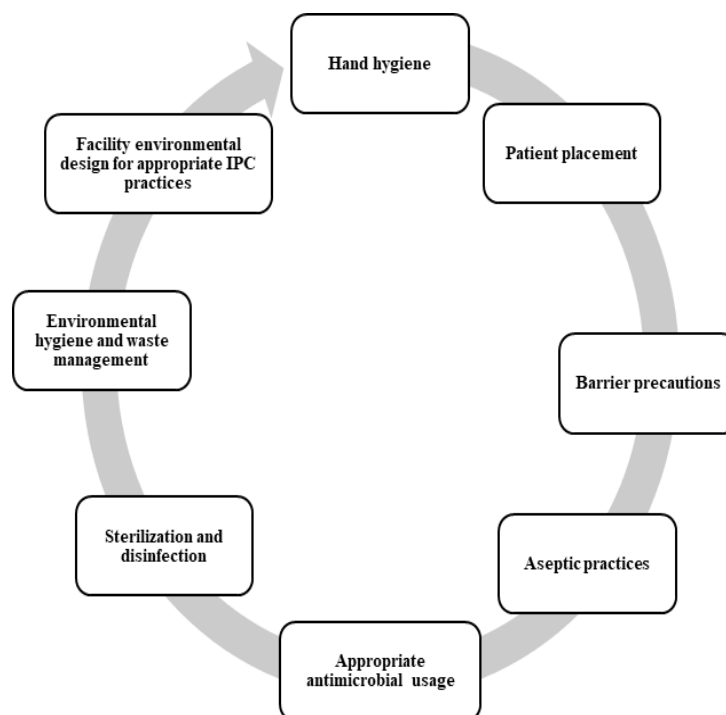 Hand hygiene
Patient placement
Barrier precautions
Aseptic practices
Appropriate
antimicrobial usage
Sterilization and
disinfection
Environmental
hygiene and waste
management
Facility environmental
design for appropriate IPC
practices